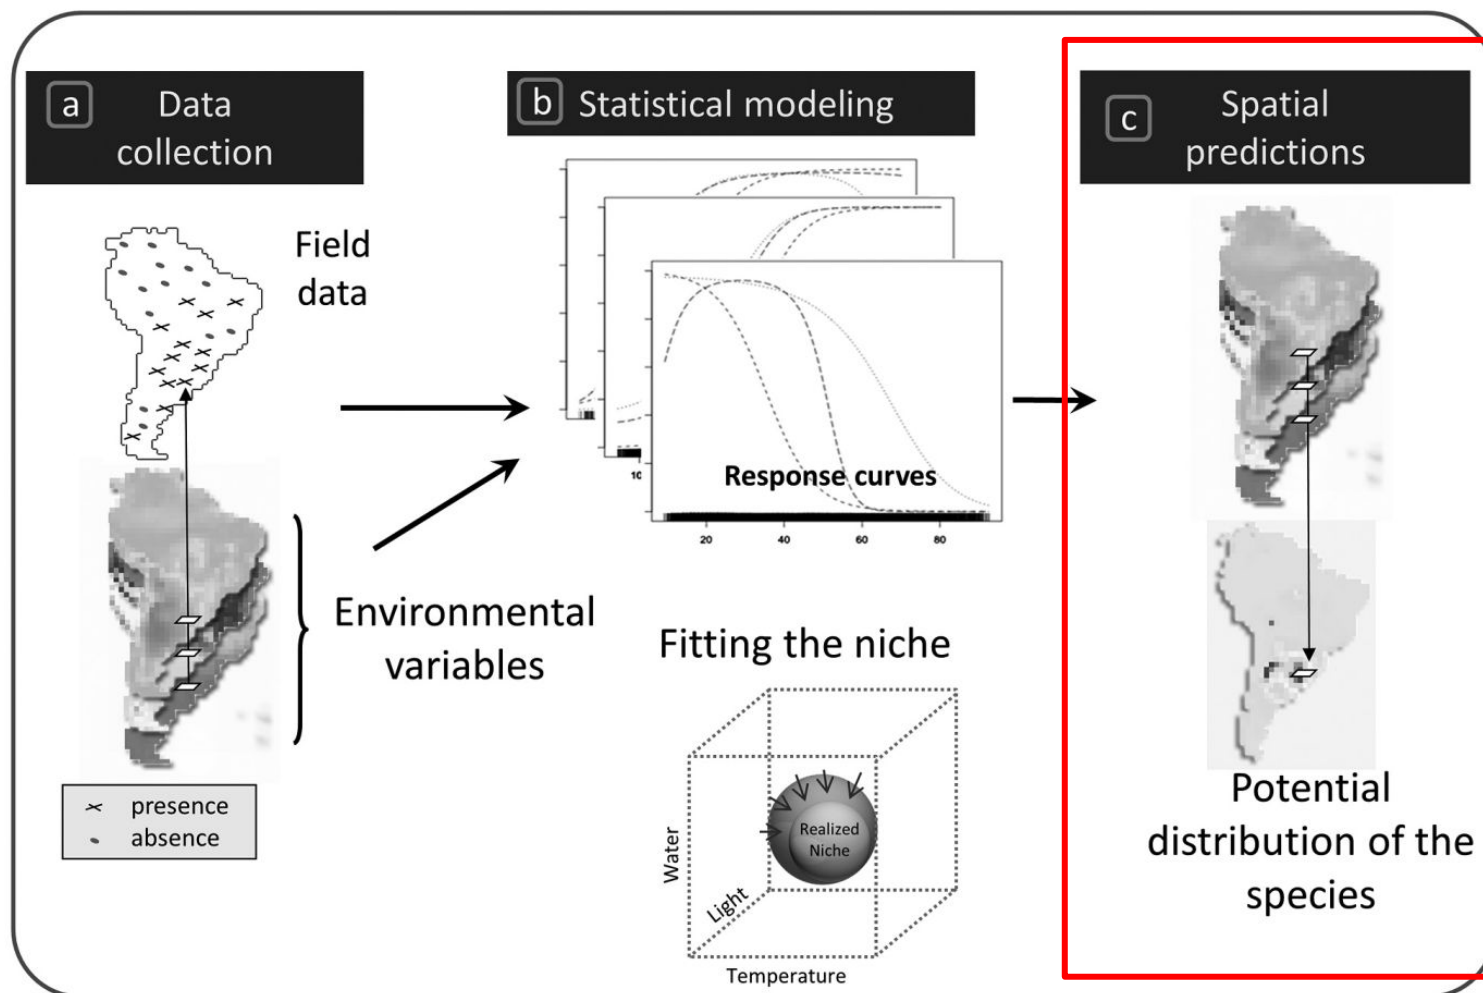 a
Data
collection
Field
data
Environmental
variables
presence
absence
b
Statistical modeling
10
Response curves
20
40
60
80
Fitting the niche
Realized
Niche
Water
Light
Temperature
c
Spatial
predictions
Potential
distribution of the
species